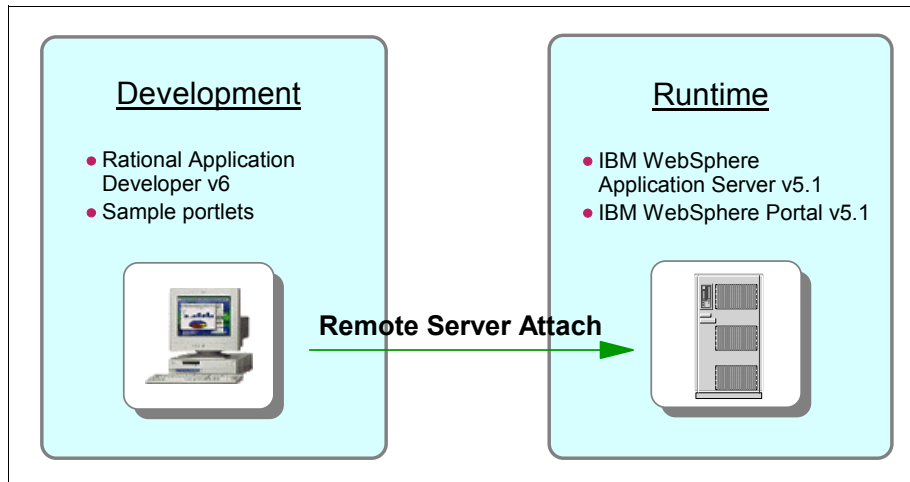 Development
● Rational Application
Developer v6
● Sample portlets
Remote Server Attach
Runtime
● IBM WebSphere
Application Server v5.1
● IBM WebSphere Portal v5.1